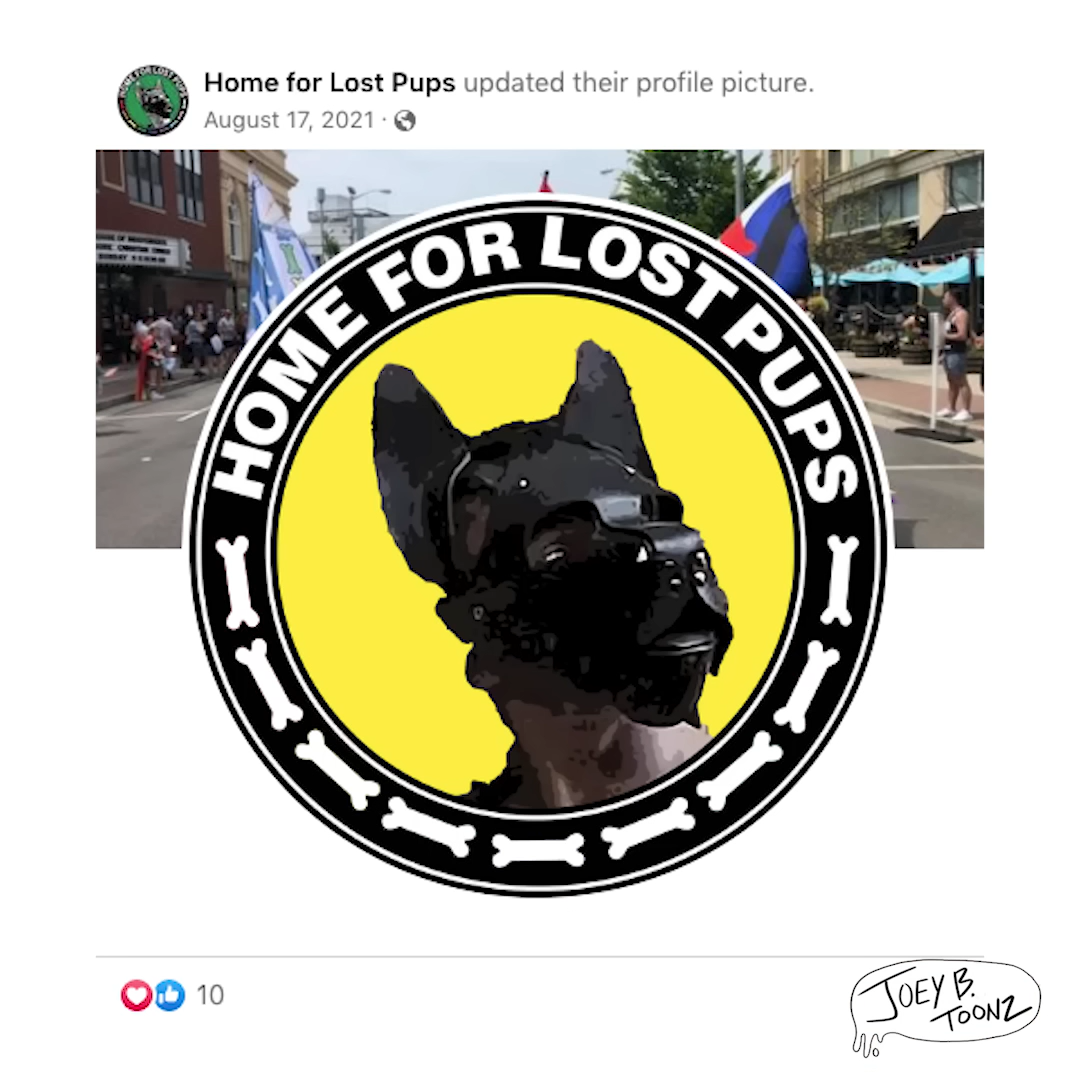 Home for Lost Pups updated their profile picture.
August 17, 2021 ·
HOME FOR LOST PUPS
10
JOEY B.
TOONZ